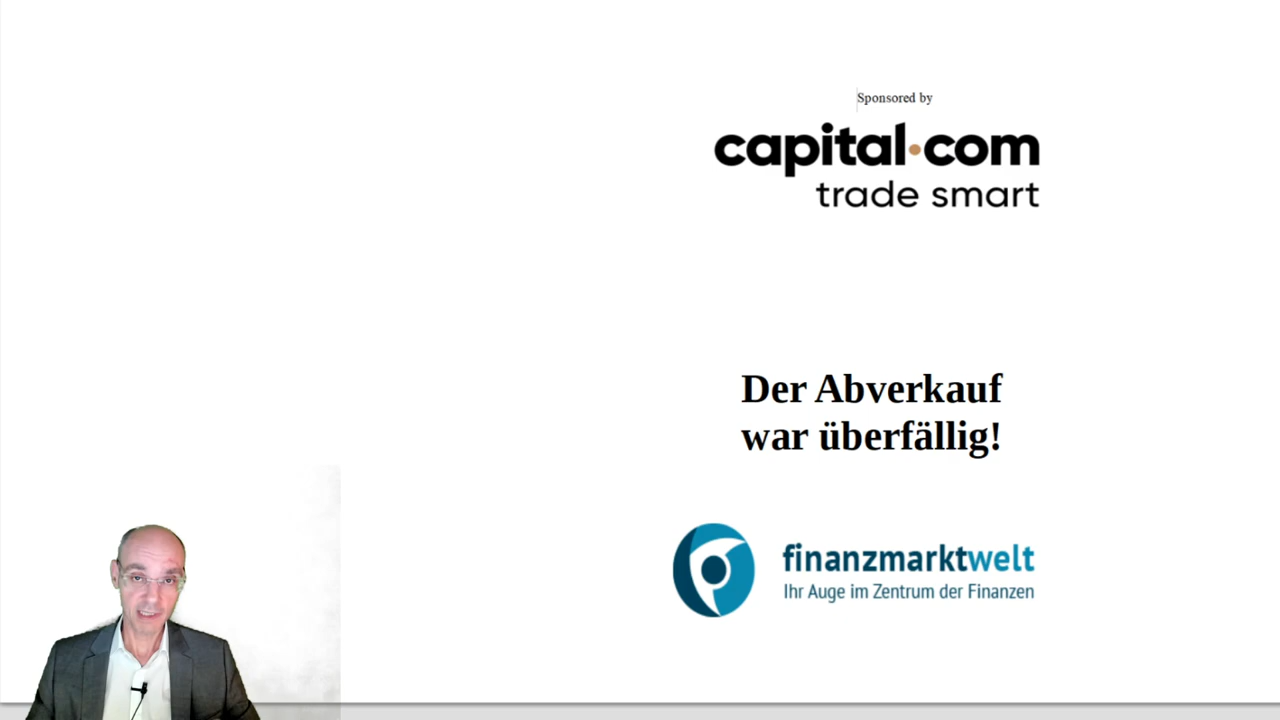 Sponsored by
capital.com
trade smart
Der Abverkauf
war überfällig!
finanzmarktwelt
Ihr Auge im Zentrum der Finanzen